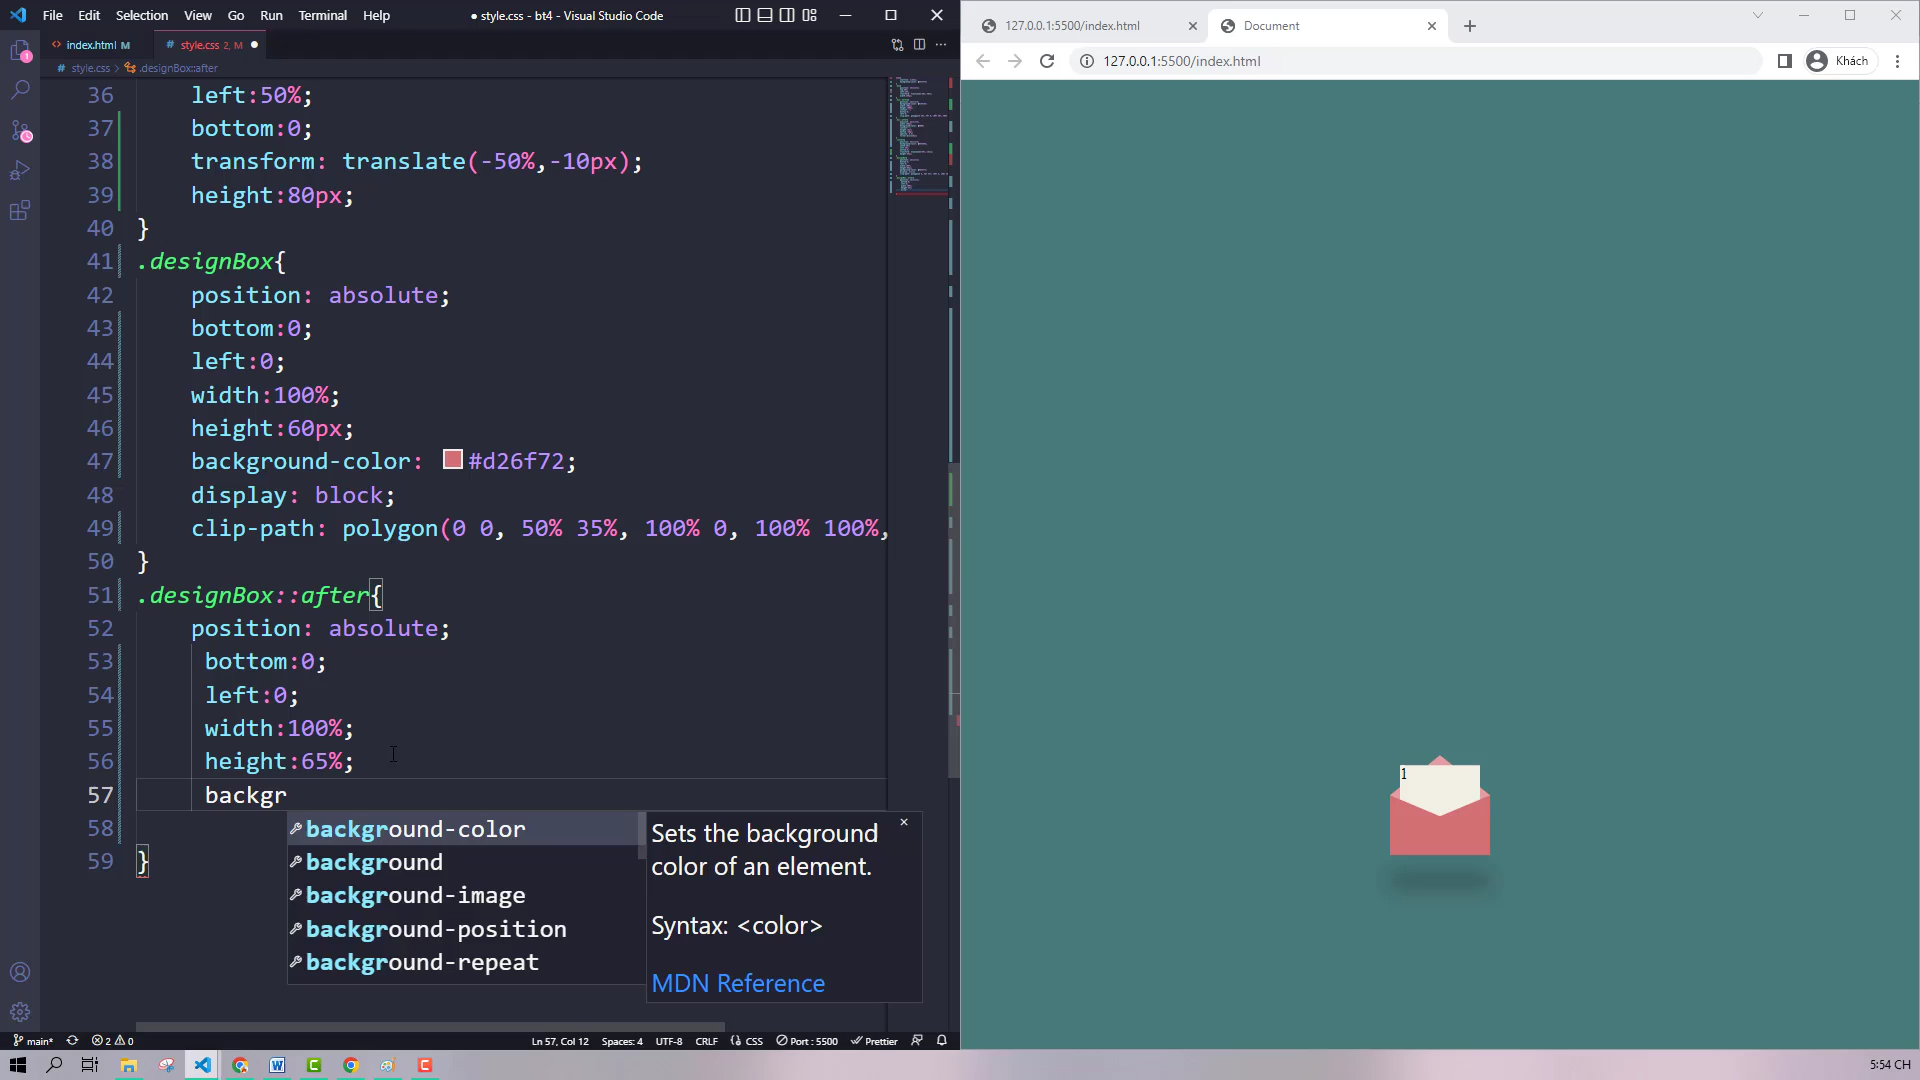 File Edit Selection View Go Run Terminal Help
● style.css - bt4 - Visual Studio Code
index.html M
# style.css 2, M ●
# style.css > .designBox::after
36 left:50%;
37 bottom:0;
38 transform: translate(-50%,-10px);
39 height:80px;
40 }
41 .designBox{
42 position: absolute;
43 bottom:0;
44 left:0;
45 width:100%;
46 height:60px;
47 background-color: #d26f72;
48 display: block;
49 clip-path: polygon(0 0, 50% 35%, 100% 0, 100% 100%,
50 }
51 .designBox::after{
52 position: absolute;
53 bottom:0;
54 left:0;
55 width:100%;
56 height:65%;
57 backgr
58
59 }
background-color
background
background-image
background-position
background-repeat
Sets the background
color of an element.
Syntax: <color>
MDN Reference
main* 2 0
Ln 57, Col 12 Spaces: 4 UTF-8 CRLF {} CSS Port : 5500 Prettier
127.0.0.1:5500/index.html
Document
127.0.0.1:5500/index.html
Khách
1
5:54 CH